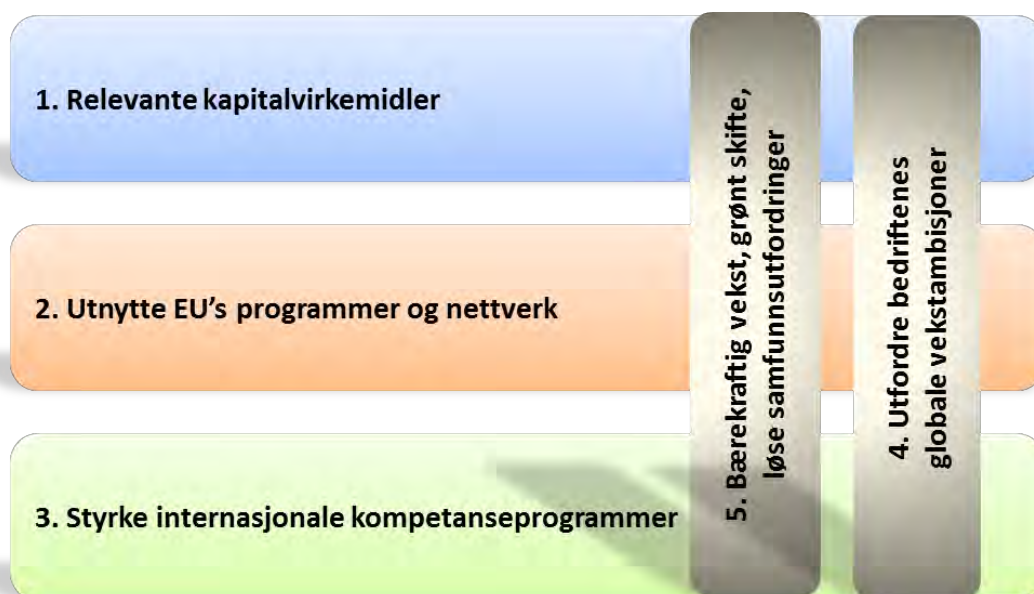 1. Relevante kapitalvirkemidler
2. Utnytte EU’s programmer og nettverk
3. Styrke internasjonale kompetanseprogrammer
4. Utfordre bedriftenes
globale vekstambisjoner
5. Bærekraftig vekst, grønt skifte,
løse samfunnsutfordringer